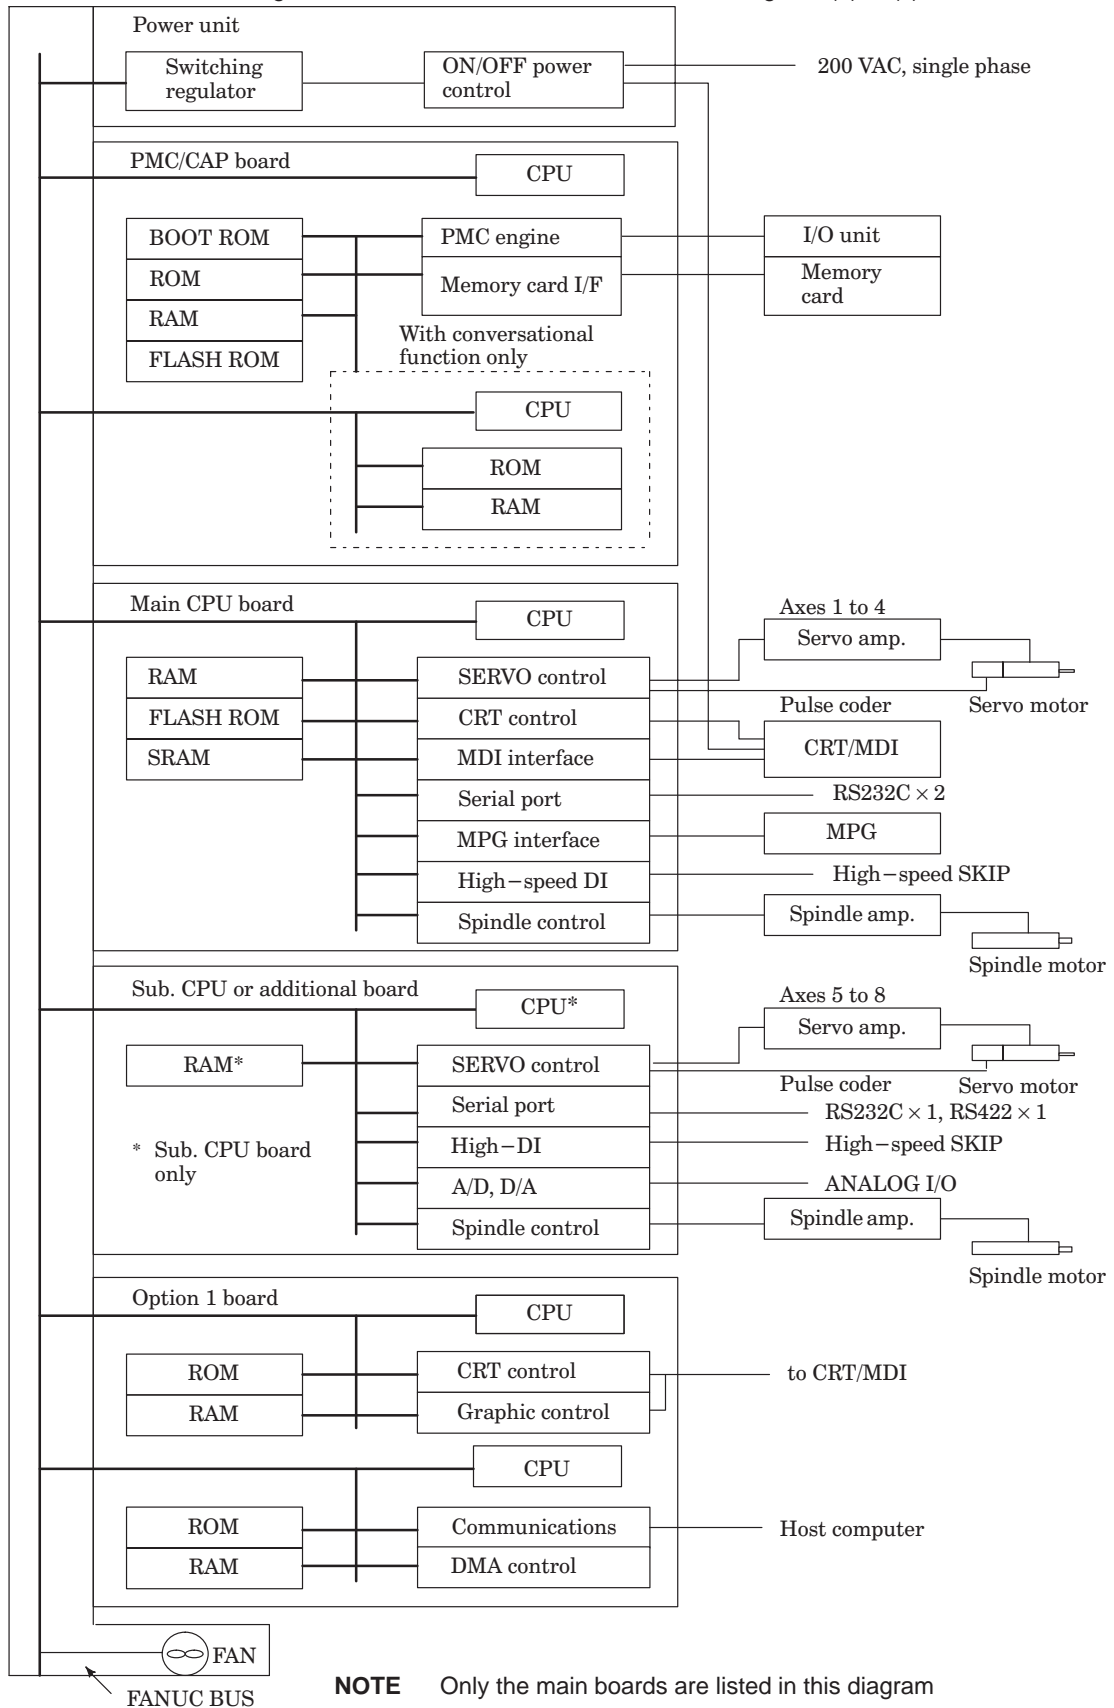 Power unit
Switching
regulator
ON/OFF power
control
200 VAC, single phase
PMC/CAP board
CPU
BOOT ROM
ROM
RAM
FLASH ROM
PMC engine
Memory card I/F
I/O unit
Memory
card
With conversational
function only
CPU
ROM
RAM
Main CPU board
CPU
RAM
FLASH ROM
SRAM
SERVO control
CRT control
MDI interface
Serial port
MPG interface
High–speed DI
Spindle control
Axes 1 to 4
Servo amp.
Pulse coder
Servo motor
CRT/MDI
RS232C × 2
MPG
High–speed SKIP
Spindle amp.
Spindle motor
Sub. CPU or additional board
CPU*
RAM*
* Sub. CPU board
only
SERVO control
Serial port
High–DI
A/D, D/A
Spindle control
Axes 5 to 8
Servo amp.
Pulse coder
Servo motor
RS232C × 1, RS422 × 1
High–speed SKIP
ANALOG I/O
Spindle amp.
Spindle motor
Option 1 board
CPU
ROM
RAM
CRT control
Graphic control
to CRT/MDI
CPU
ROM
RAM
Communications
DMA control
Host computer
FAN
FANUC BUS
NOTE Only the main boards are listed in this diagram